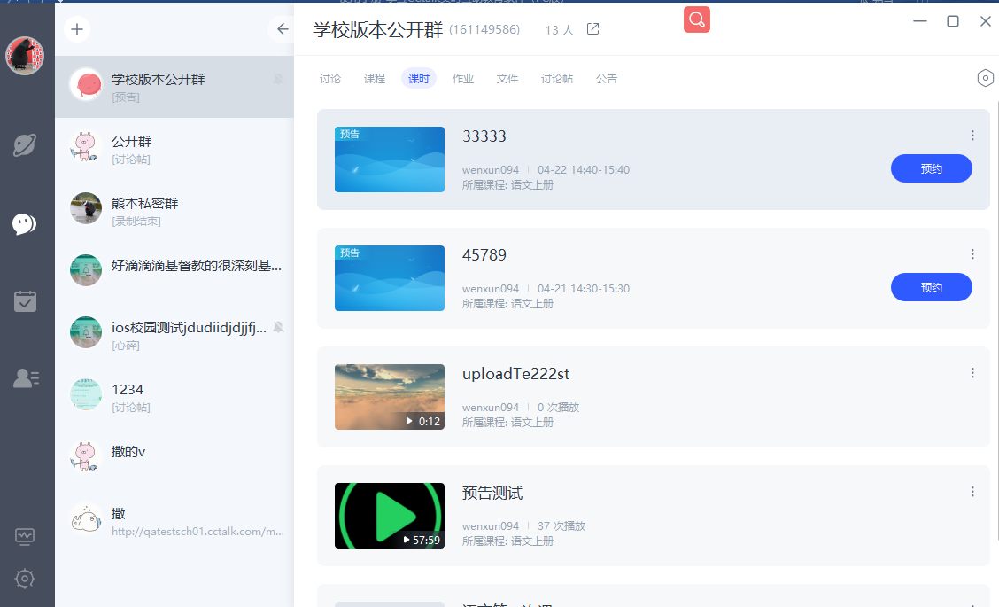 学校版本公开群 (161149586) 13 人
学校版本公开群
[预告]
公开群
[讨论帖]
熊本私密群
[录制结束]
好滴滴滴基督教的很深刻基...
ios校园测试jdudiidjdjjfj...
[心碎]
1234
[讨论帖]
撒的v
撒
http://qatestsch01.cctalk.com/m...
讨论 课程 课时 作业 文件 讨论帖 公告
预告
33333
wenxun094 04-22 14:40-15:40
所属课程: 语文上册
预约
预告
45789
wenxun094 04-21 14:30-15:30
所属课程: 语文上册
预约
0:12
uploadTe222st
wenxun094 0 次播放
所属课程: 语文上册
57:59
预告测试
wenxun094 37 次播放
所属课程: 语文上册